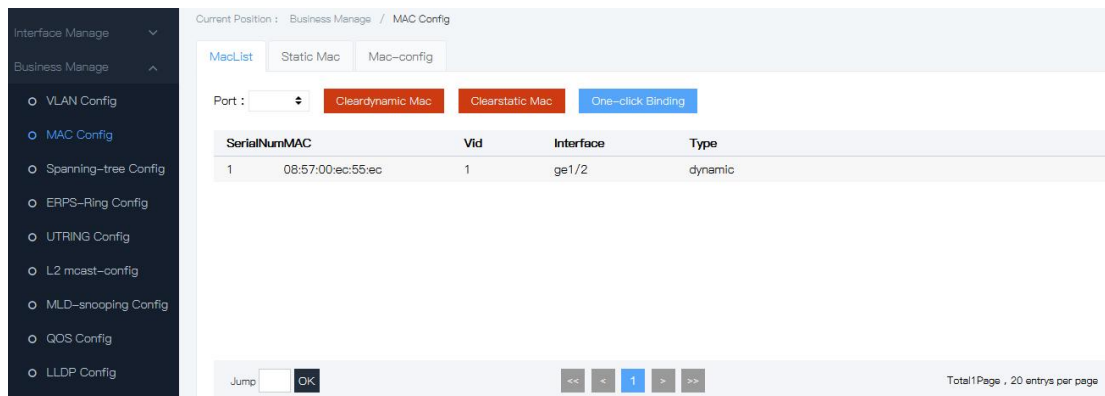 Current Position : Business Manage / MAC Config
Interface Manage
Business Manage
VLAN Config
MAC Config
Spanning-tree Config
ERPS-Ring Config
UTRING Config
L2 mcast-config
MLD-snooping Config
QOS Config
LLDP Config
MacList Static Mac Mac-config
Port : Cleardynamic Mac Clearstatic Mac One-click Binding
SerialNumMAC Vid Interface Type
1 08:57:00:ec:55:ec 1 ge1/2 dynamic
Jump OK << < 1 > >> Total1Page , 20 entrys per page